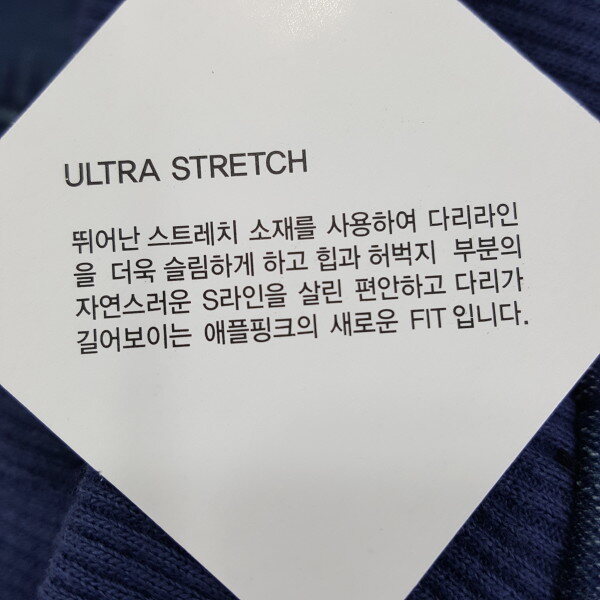 ULTRA STRETCH
뛰어난 스트레치 소재를 사용하여 다리라인
을 더욱 슬림하게 하고 힙과 허벅지 부분의
자연스러운 S라인을 살린 편안하고 다리가
길어보이는 애플핑크의 새로운 FIT입니다.